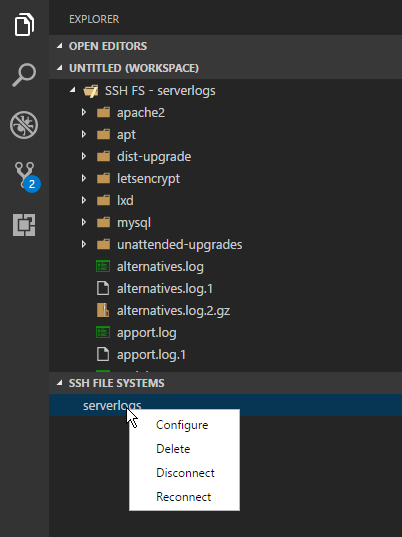 EXPLORER
OPEN EDITORS
UNTITLED (WORKSPACE)
SSH FS - serverlogs
apache2
apt
dist-upgrade
letsencrypt
lxd
mysql
unattended-upgrades
alternatives.log
alternatives.log.1
alternatives.log.2.gz
apport.log
apport.log.1
2
SSH FILE SYSTEMS
serverlogs
Configure
Delete
Disconnect
Reconnect